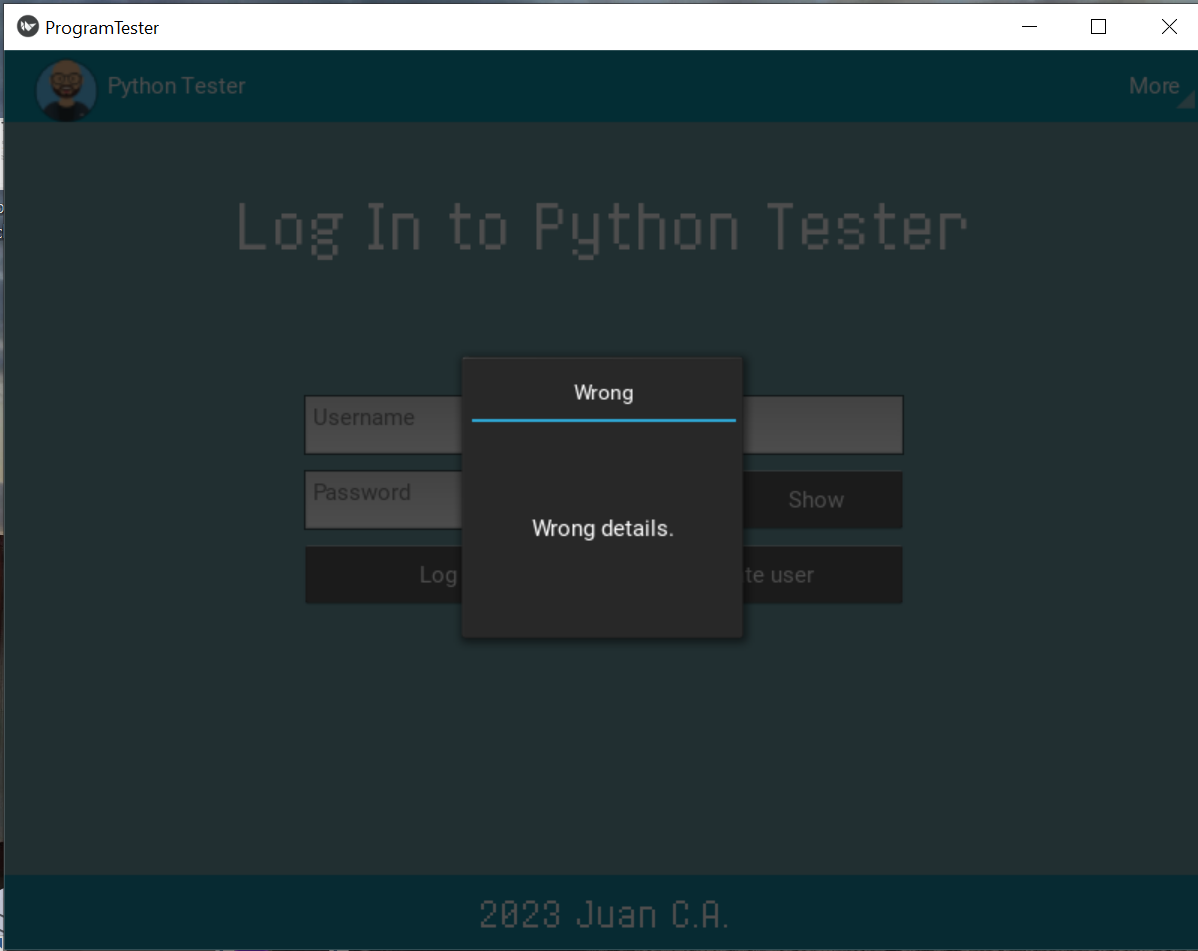 ProgramTester
Python Tester
More
Log In to Python Tester
Wrong
Username
Password
Show
Wrong details.
Log
te user
2023 Juan C.A.